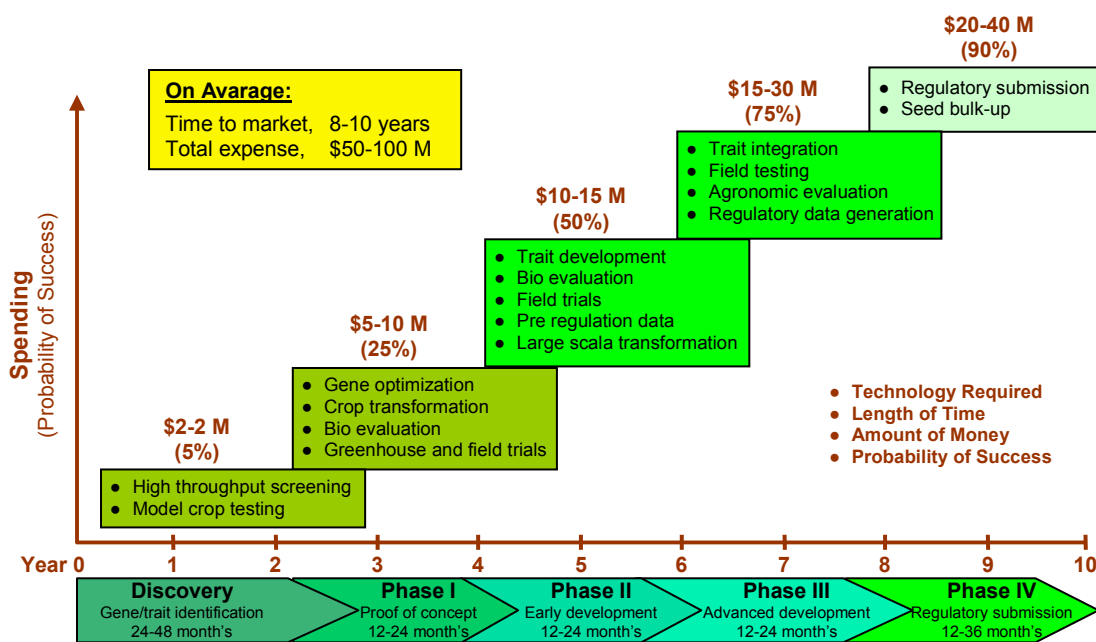 $20-40 M
(90%)
● Regulatory submission
● Seed bulk-up
On Avarage:
Time to market, 8-10 years
Total expense, $50-100 M
$15-30 M
(75%)
● Trait integration
● Field testing
● Agronomic evaluation
● Regulatory data generation
$10-15 M
(50%)
● Trait development
● Bio evaluation
● Field trials
● Pre regulation data
● Large scala transformation
$5-10 M
(25%)
● Gene optimization
● Crop transformation
● Bio evaluation
● Greenhouse and field trials
$2-2 M
(5%)
● High throughput screening
● Model crop testing
Spending
(Probability of Success)
● Technology Required
● Length of Time
● Amount of Money
● Probability of Success
Year 0 1 2 3 4 5 6 7 8 9 10
Discovery
Gene/trait identification
24-48 month's
Phase I
Proof of concept
12-24 month's
Phase II
Early development
12-24 month's
Phase III
Advanced development
12-24 month's
Phase IV
Regulatory submission
12-36 month's